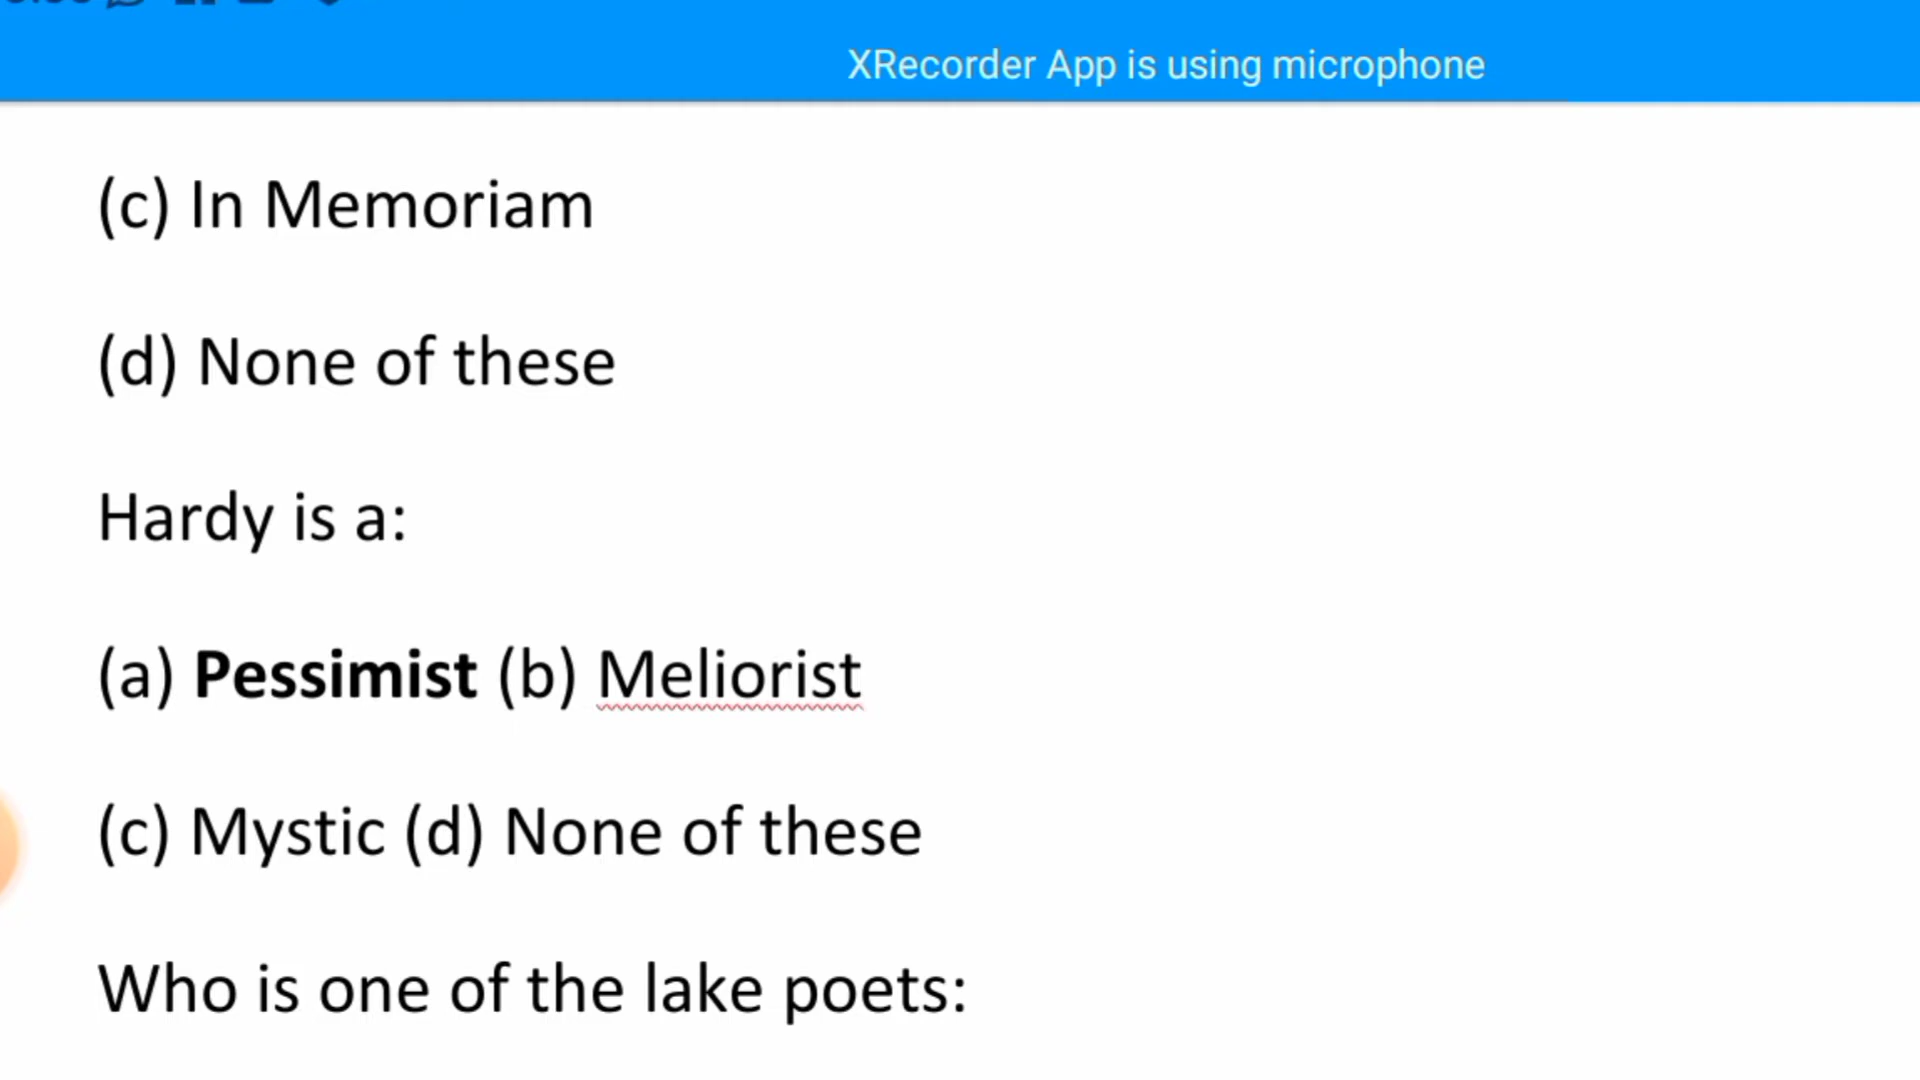 XRecorder App is using microphone
(c) In Memoriam
(d) None of these
Hardy is a:
(a) Pessimist (b) Meliorist
(c) Mystic (d) None of these
Who is one of the lake poets: